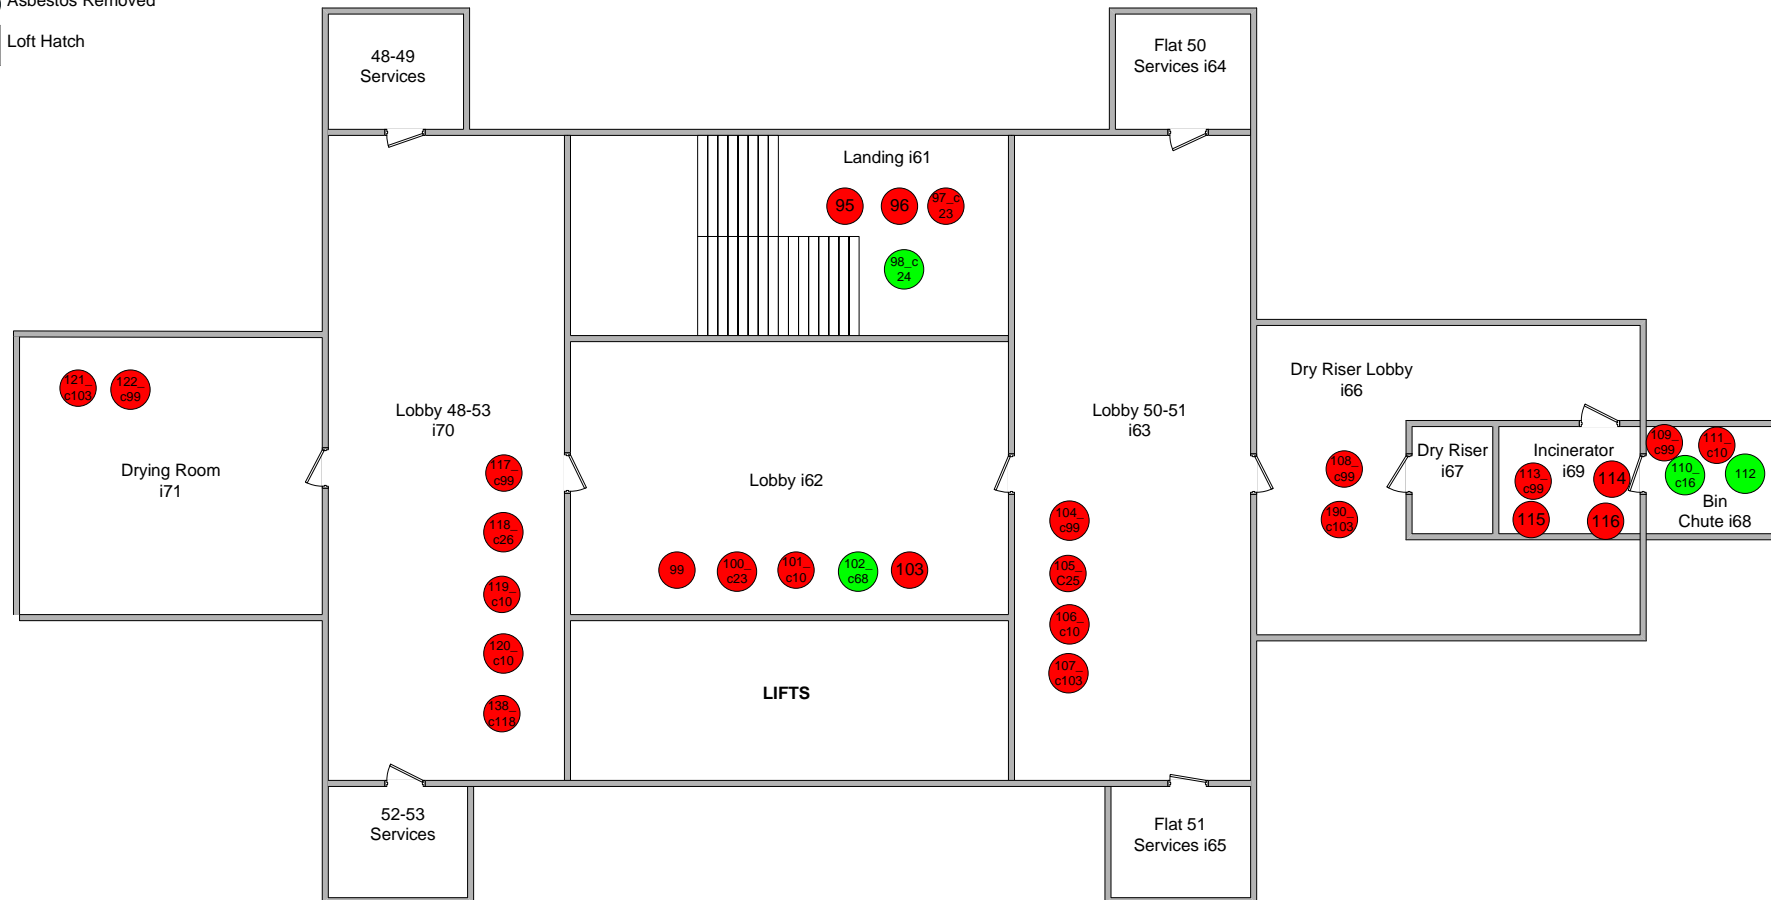 Asbestos Removed
Loft Hatch
48-49
Services
Flat 50
Services i64
Landing i61
95
96
97_c
23
98_c
24
121_
c103
122_
c99
Drying Room
i71
Lobby 48-53
i70
117_
c99
118_
c26
119_
c10
120_
c10
138_
c118
Lobby i62
99
100_
c23
101_
c10
102_
c68
103
LIFTS
Lobby 50-51
i63
104_
c99
105_
C25
106_
c10
107_
c103
Dry Riser Lobby
i66
108_
c99
190_
c103
Dry Riser
i67
Incinerator
i69
113_
c99
114
115
116
109_
c99
111_
c10
110_
c16
112
Bin
Chute i68
52-53
Services
Flat 51
Services i65